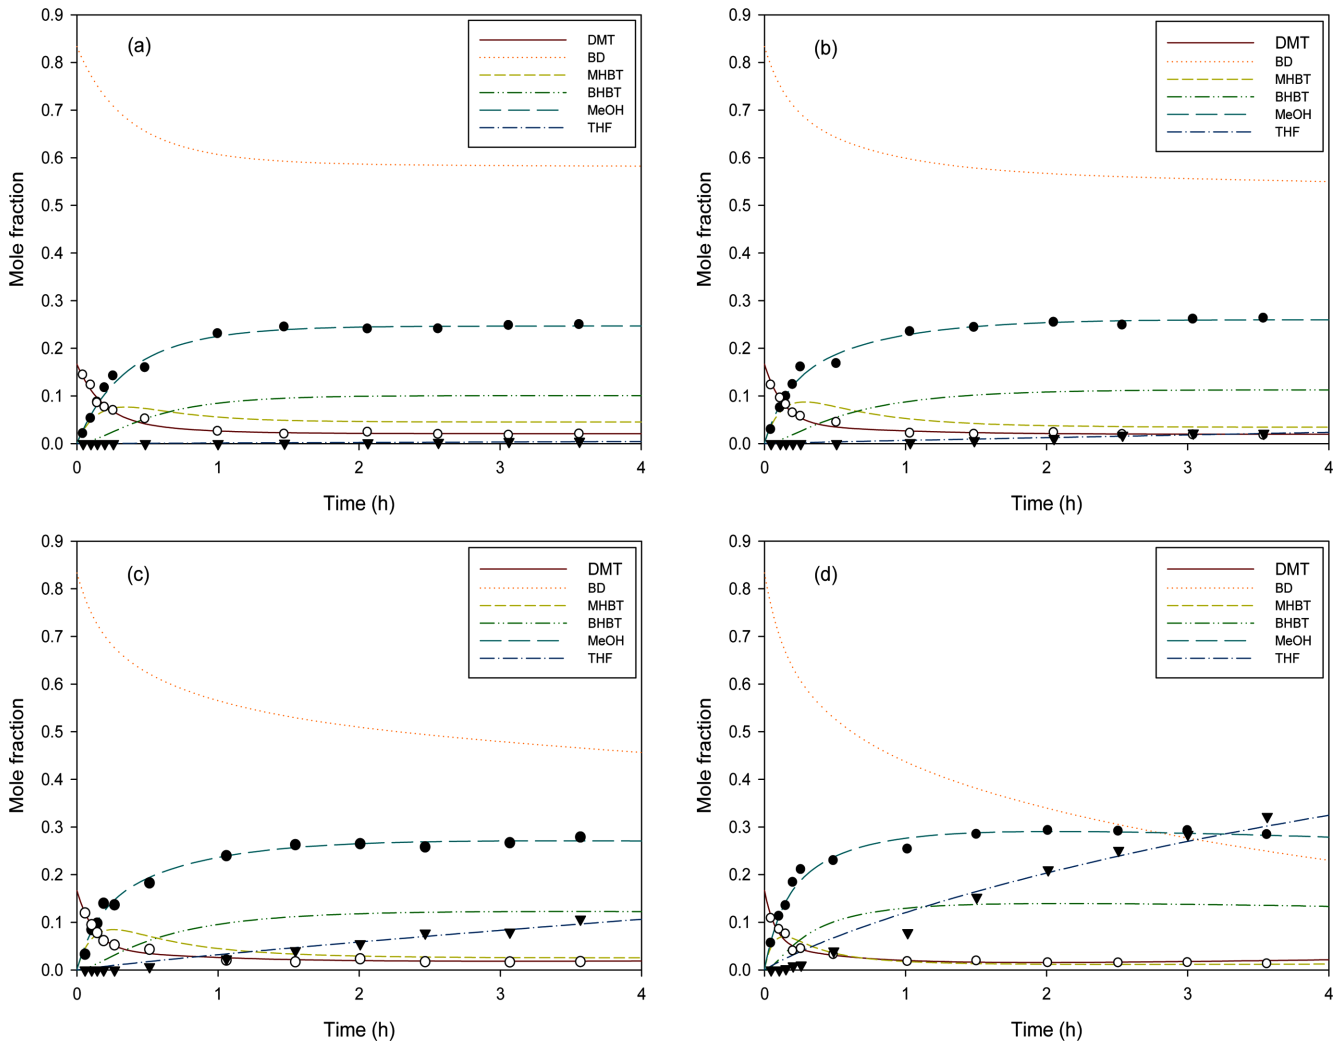 (a)
DMT
BD
MHBT
BHBT
MeOH
THF
0.9
0.8
0.7
0.6
0.5
0.4
0.3
0.2
0.1
0.0
Mole fraction
0 1 2 3 4
Time (h)
(b)
DMT
BD
MHBT
BHBT
MeOH
THF
0.9
0.8
0.7
0.6
0.5
0.4
0.3
0.2
0.1
0.0
Mole fraction
0 1 2 3 4
Time (h)
(c)
DMT
BD
MHBT
BHBT
MeOH
THF
0.9
0.8
0.7
0.6
0.5
0.4
0.3
0.2
0.1
0.0
Mole fraction
0 1 2 3 4
Time (h)
(d)
DMT
BD
MHBT
BHBT
MeOH
THF
0.9
0.8
0.7
0.6
0.5
0.4
0.3
0.2
0.1
0.0
Mole fraction
0 1 2 3 4
Time (h)